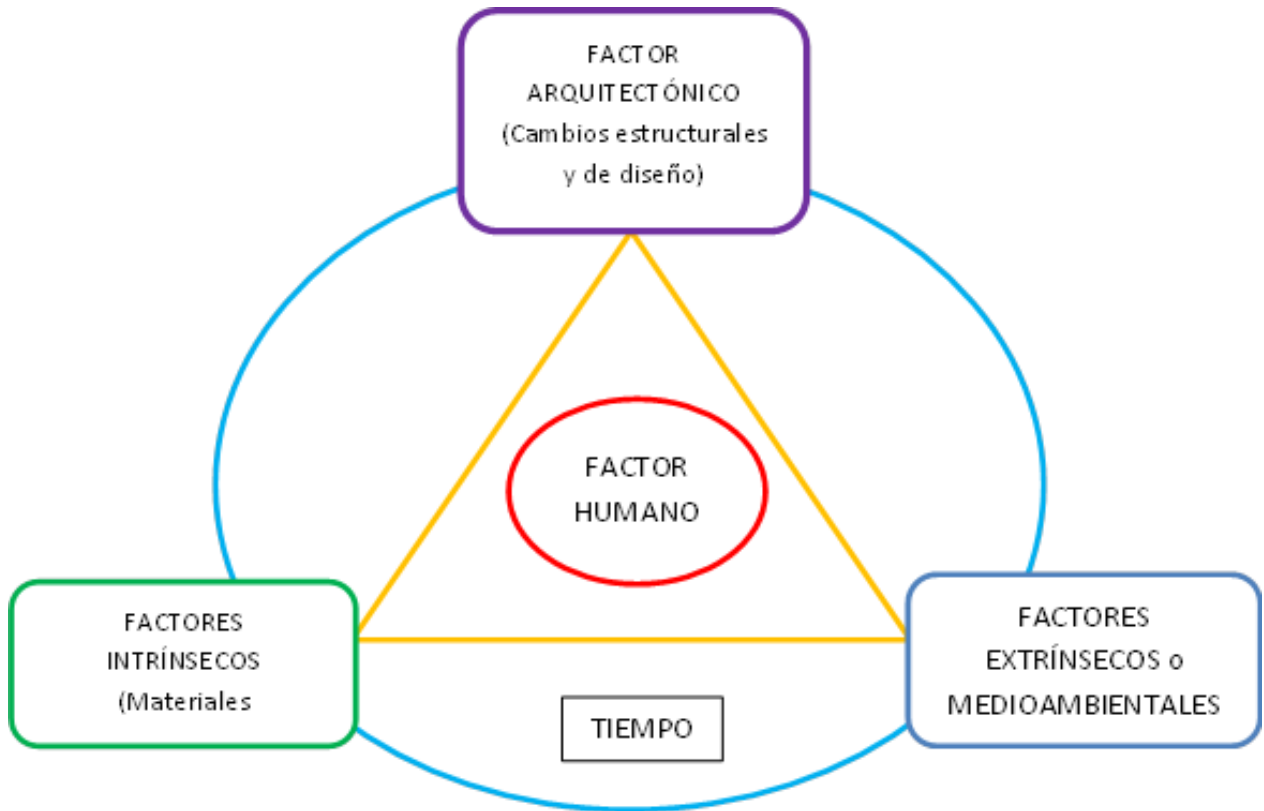 FACTOR
ARQUITECTÓNICO
(Cambios estructurales
y de diseño)
FACTOR
HUMANO
FACTORES
INTRÍNSECOS
(Materiales
FACTORES
EXTRÍNSECOS o
MEDIOAMBIENTALES
TIEMPO